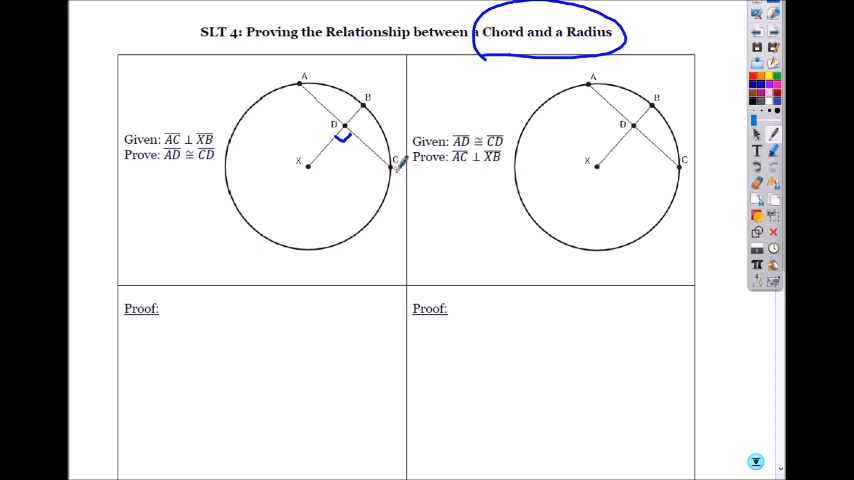 SLT 4: Proving the Relationship between a Chord and a Radius
Given: AC ⊥ XB
Prove: AD ≅ CD
A
B
D
C
X
Given: AD ≅ CD
Prove: AC ⊥ XB
A
B
D
C
X
Proof:
Proof:
T
π